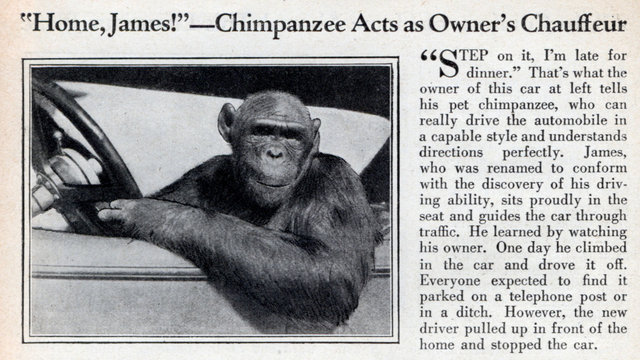 “Home, James!”—Chimpanzee Acts as Owner’s Chauffeur
“STEP on it, I’m late for
dinner.” That’s what the
owner of this car at left tells
his pet chimpanzee, who can
really drive the automobile in
a capable style and understands
directions perfectly. James,
who was renamed to conform
with the discovery of his driv-
ing ability, sits proudly in the
seat and guides the car through
traffic. He learned by watching
his owner. One day he climbed
in the car and drove it off.
Everyone expected to find it
parked on a telephone post or
in a ditch. However, the new
driver pulled up in front of the
home and stopped the car.